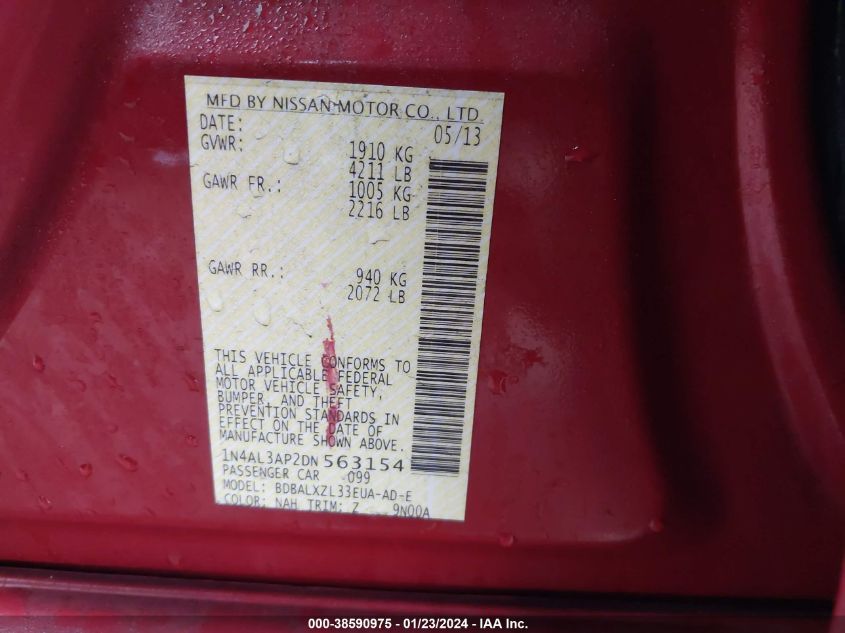 MFD BY NISSAN MOTOR CO., LTD.
DATE: 05/13
GVWR: 1910 KG
4211 LB
GAWR FR.: 1005 KG
2216 LB
GAWR RR.: 940 KG
2072 LB
THIS VEHICLE CONFORMS TO
ALL APPLICABLE FEDERAL
MOTOR VEHICLE SAFETY,
BUMPER, AND THEFT
PREVENTION STANDARDS IN
EFFECT ON THE DATE OF
MANUFACTURE SHOWN ABOVE.
1N4AL3AP2DN 563154
PASSENGER CAR 099
MODEL: BDBALXZL33EUA-AD-E
COLOR: NAH TRIM: Z 9N00A
000-38590975 - 01/23/2024 - IAA Inc.